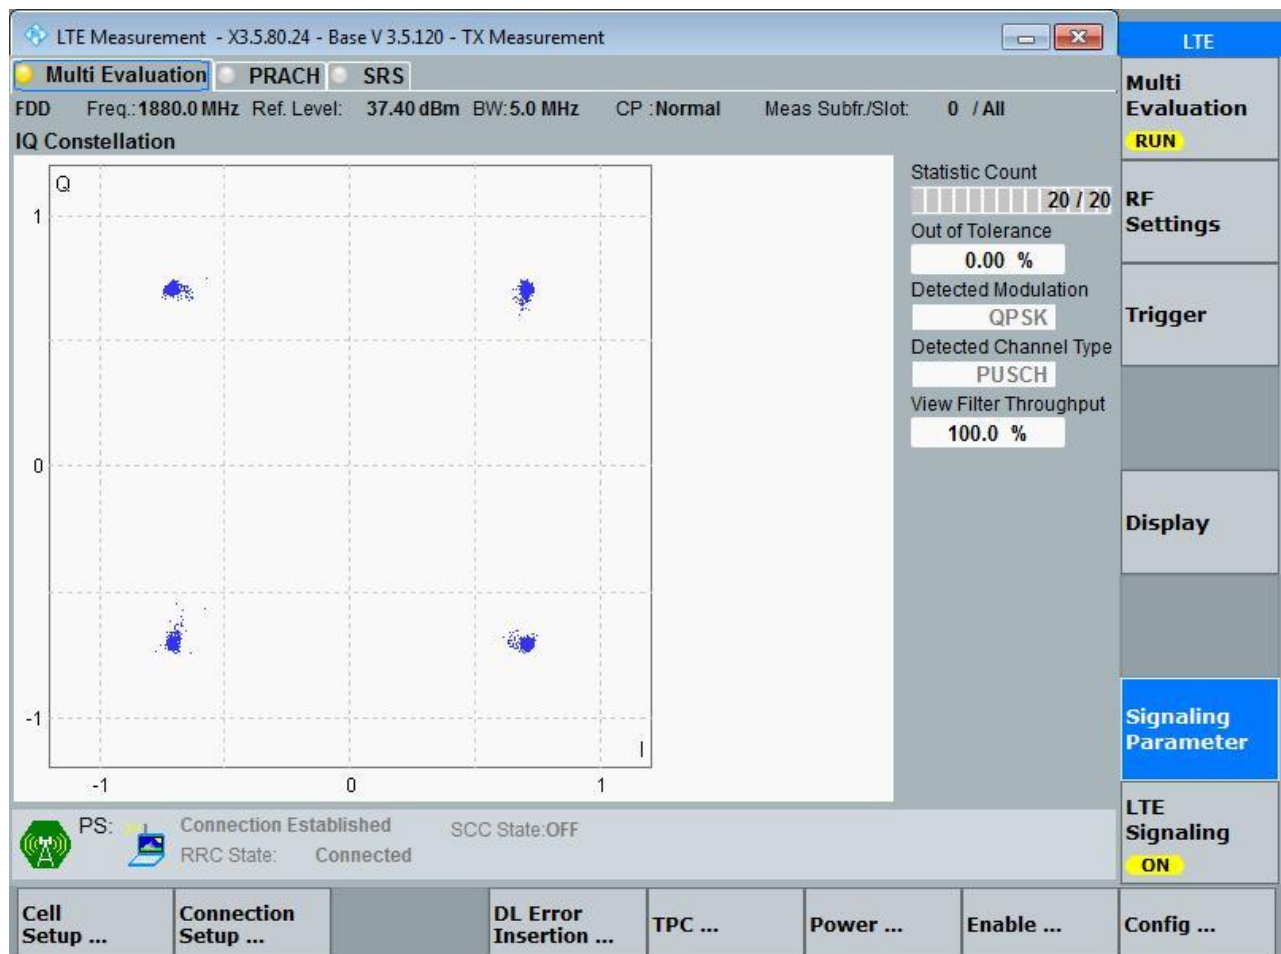 LTE Measurement - X3.5.80.24 - Base V 3.5.120 - TX Measurement
LTE
Multi Evaluation PRACH SRS
Multi
Evaluation
RUN
FDD Freq.:1880.0 MHz Ref. Level: 37.40 dBm BW:5.0 MHz CP :Normal Meas Subfr./Slot: 0 / All
IQ Constellation
Q
1
0
-1
-1
0
1
I
Statistic Count
20 / 20
Out of Tolerance
0.00 %
Detected Modulation
QPSK
Detected Channel Type
PUSCH
View Filter Throughput
100.0 %
RF
Settings
Trigger
Display
Signaling
Parameter
LTE
Signaling
ON
PS: Connection Established SCC State:OFF
RRC State: Connected
Cell
Setup ...
Connection
Setup ...
DL Error
Insertion ...
TPC ...
Power ...
Enable ...
Config ...